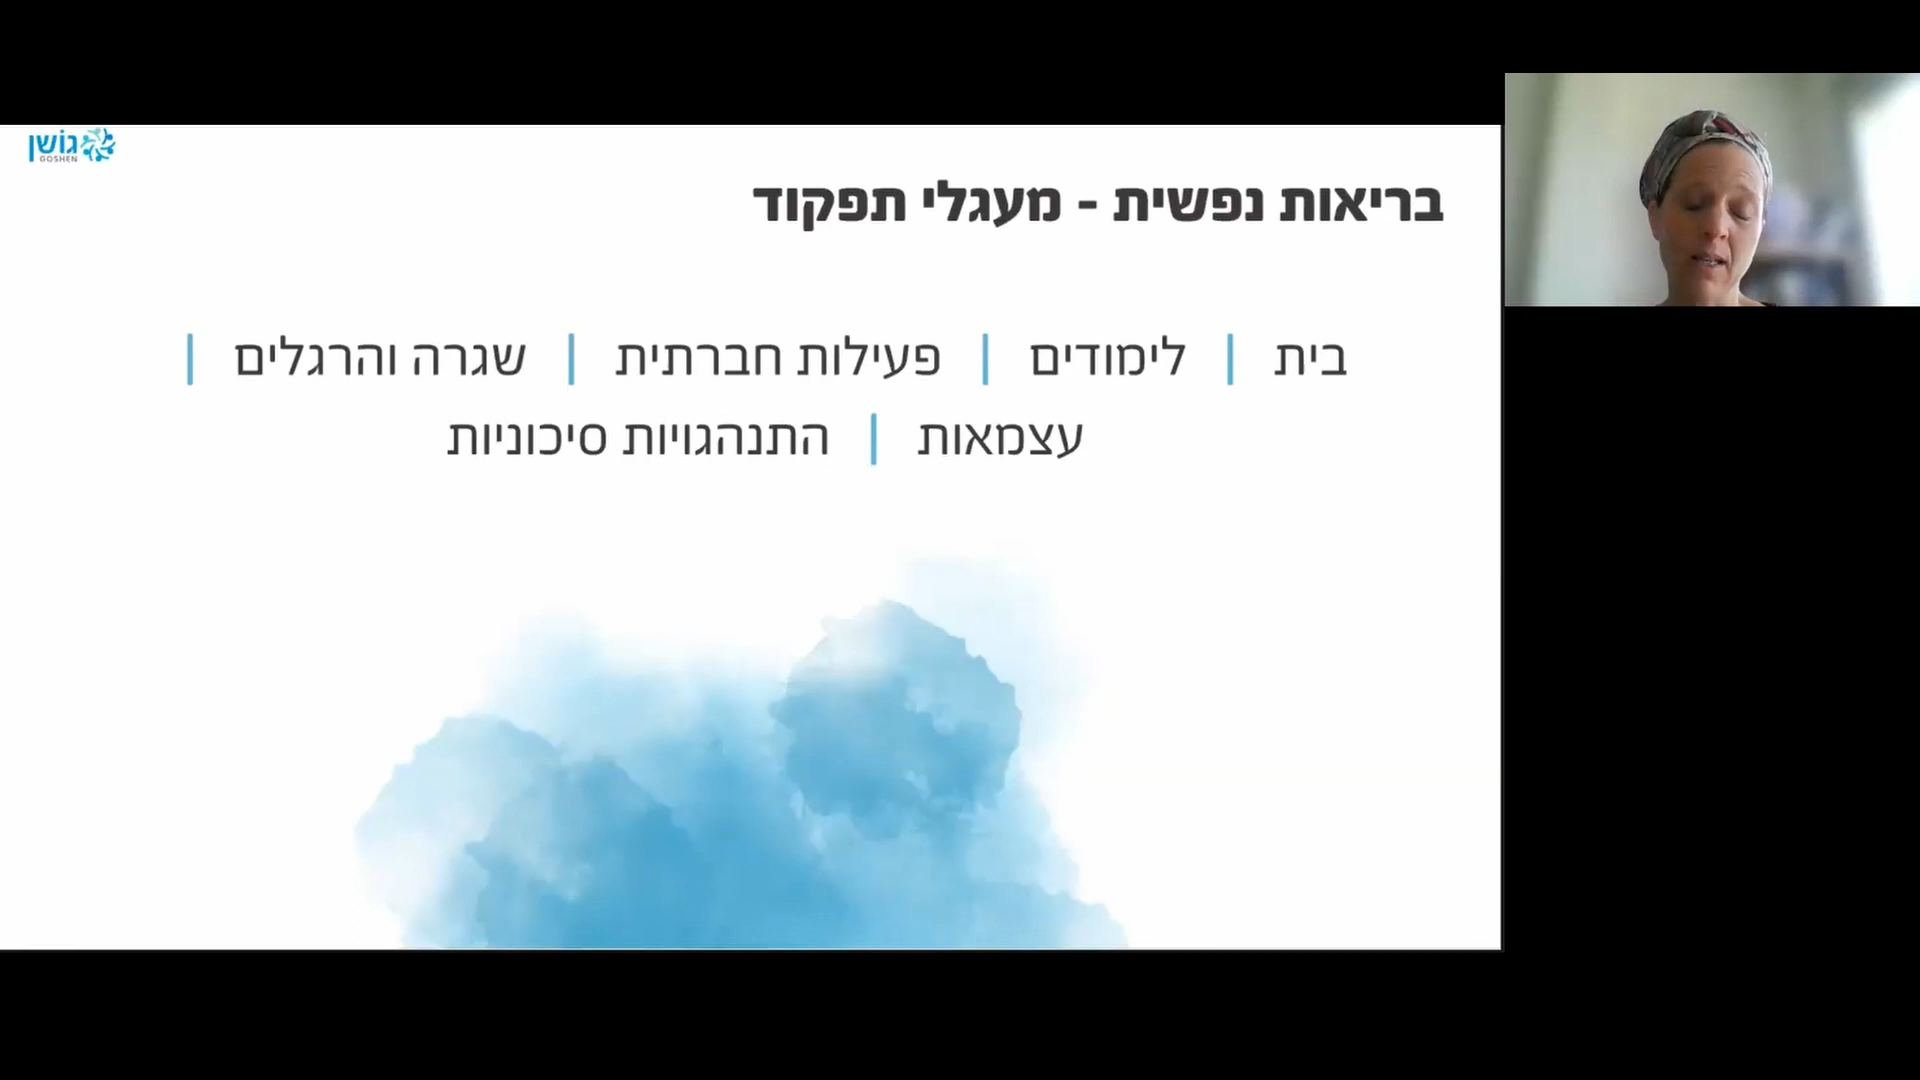 גושן
GOSHEN
בריאות נפשית - מעגלי תפקוד
בית | לימודים | פעילות חברתית | שגרה והרגלים |
עצמאות | התנהגויות סיכוניות